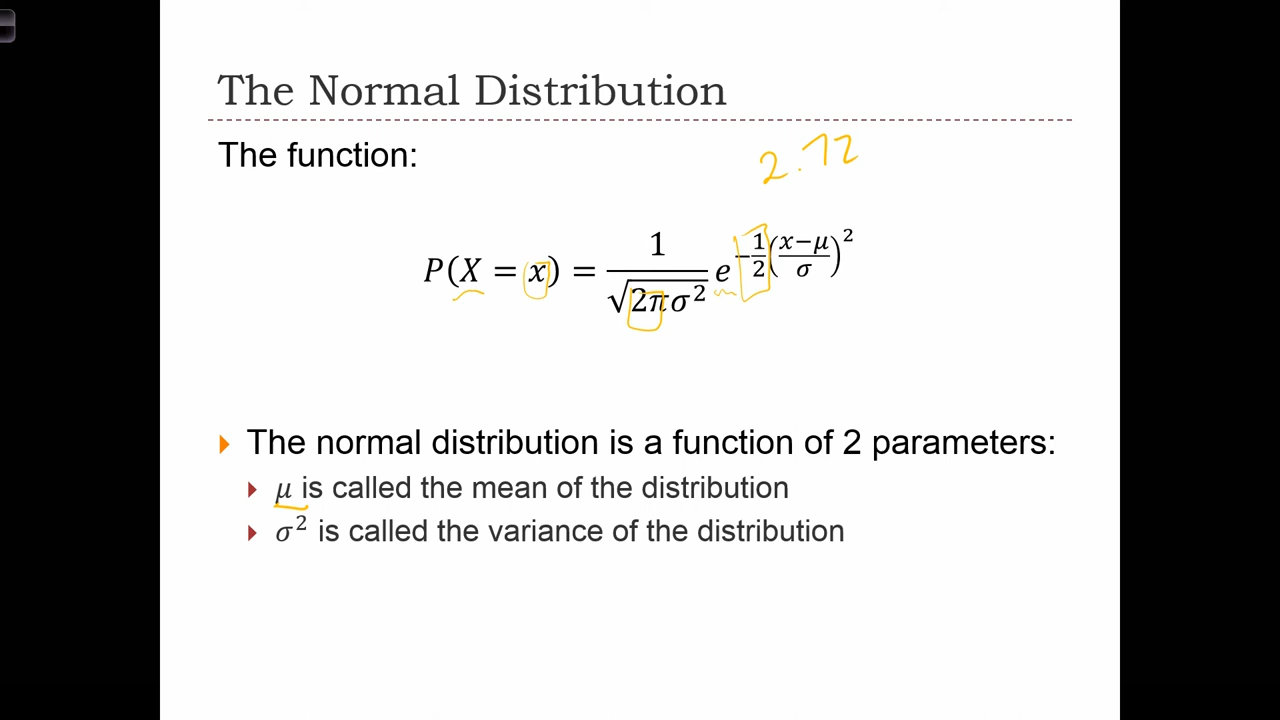 The Normal Distribution
The function:
2.72
P(X = x) = 1/√(2πσ²) e^(−1/2((x−μ)/σ)²)
The normal distribution is a function of 2 parameters:
μ is called the mean of the distribution
σ² is called the variance of the distribution